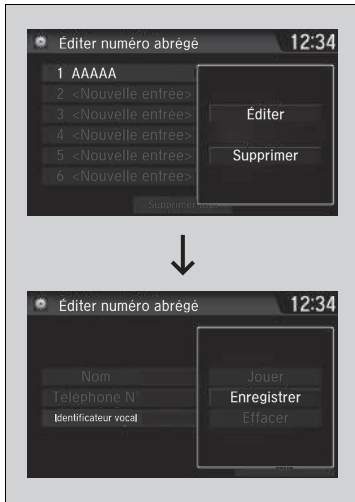 Éditer numéro abrégé 12:34
1 AAAAA
2 <Nouvelle entrée>
3 <Nouvelle entrée>
4 <Nouvelle entrée>
5 <Nouvelle entrée>
6 <Nouvelle entrée>
Éditer
Supprimer
Supprimer tous
Éditer numéro abrégé 12:34
Nom
Téléphone N°
Identificateur vocal
Jouer
Enregistrer
Effacer